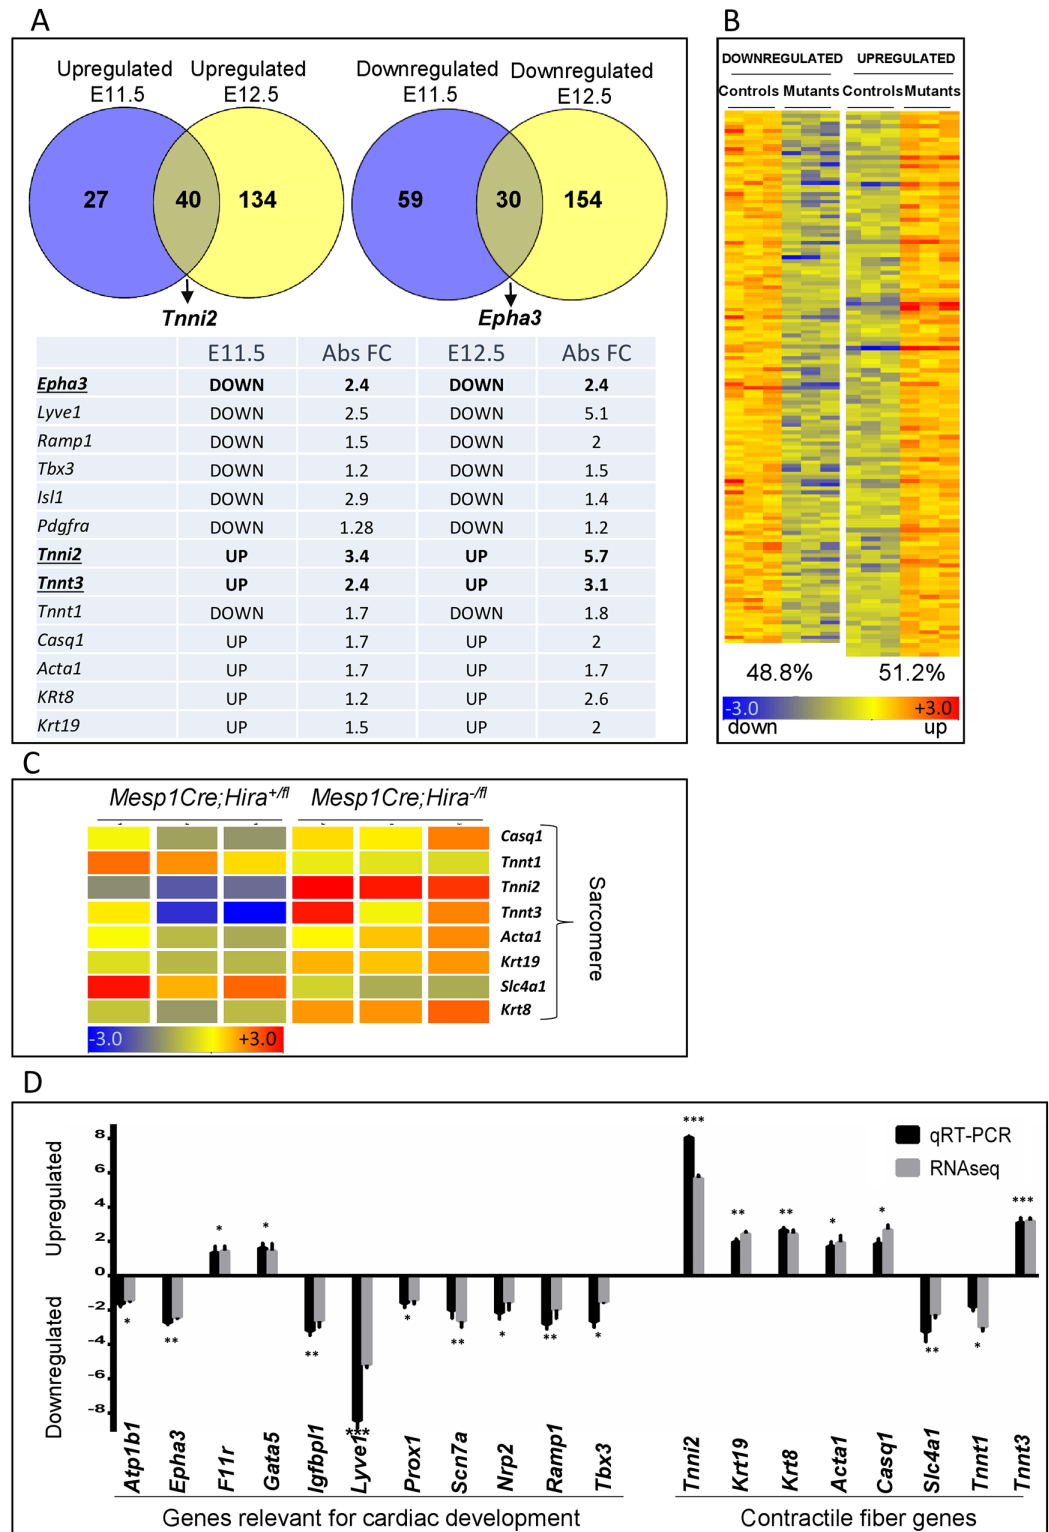 A
Upregulated E11.5
Upregulated E12.5
Downregulated E11.5
Downregulated E12.5
27
40
134
59
30
154
Tnni2
Epha3
E11.5 Abs FC E12.5 Abs FC
Epha3 DOWN 2.4 DOWN 2.4
Lyve1 DOWN 2.5 DOWN 5.1
Ramp1 DOWN 1.5 DOWN 2
Tbx3 DOWN 1.2 DOWN 1.5
Isl1 DOWN 2.9 DOWN 1.4
Pdgfra DOWN 1.28 DOWN 1.2
Tnni2 UP 3.4 UP 5.7
Tnnt3 UP 2.4 UP 3.1
Tnnt1 DOWN 1.7 DOWN 1.8
Casq1 UP 1.7 UP 2
Acta1 UP 1.7 UP 1.7
KRt8 UP 1.2 UP 2.6
Krt19 UP 1.5 UP 2
B
DOWNREGULATED UPREGULATED
Controls Mutants Controls Mutants
48.8% 51.2%
-3.0 +3.0
down up
C
Mesp1Cre;Hira+/fl Mesp1Cre;Hira-/fl
Casq1
Tnnt1
Tnni2
Tnnt3
Acta1
Krt19
Slc4a1
Krt8
Sarcomere
-3.0 +3.0
D
Upregulated
Downregulated
8
6
4
2
0
-2
-4
-6
-8
qRT-PCR
RNAseq
* ** * * ** *** * ** * ** *
*** ** ** * * ** * ***
Atp1b1 Epha3 F11r Gata5 Igfbpl1 Lyve1 Prox1 Scn7a Nrp2 Ramp1 Tbx3
Tnni2 Krt19 Krt8 Acta1 Casq1 Slc4a1 Tnnt1 Tnnt3
Genes relevant for cardiac development
Contractile fiber genes